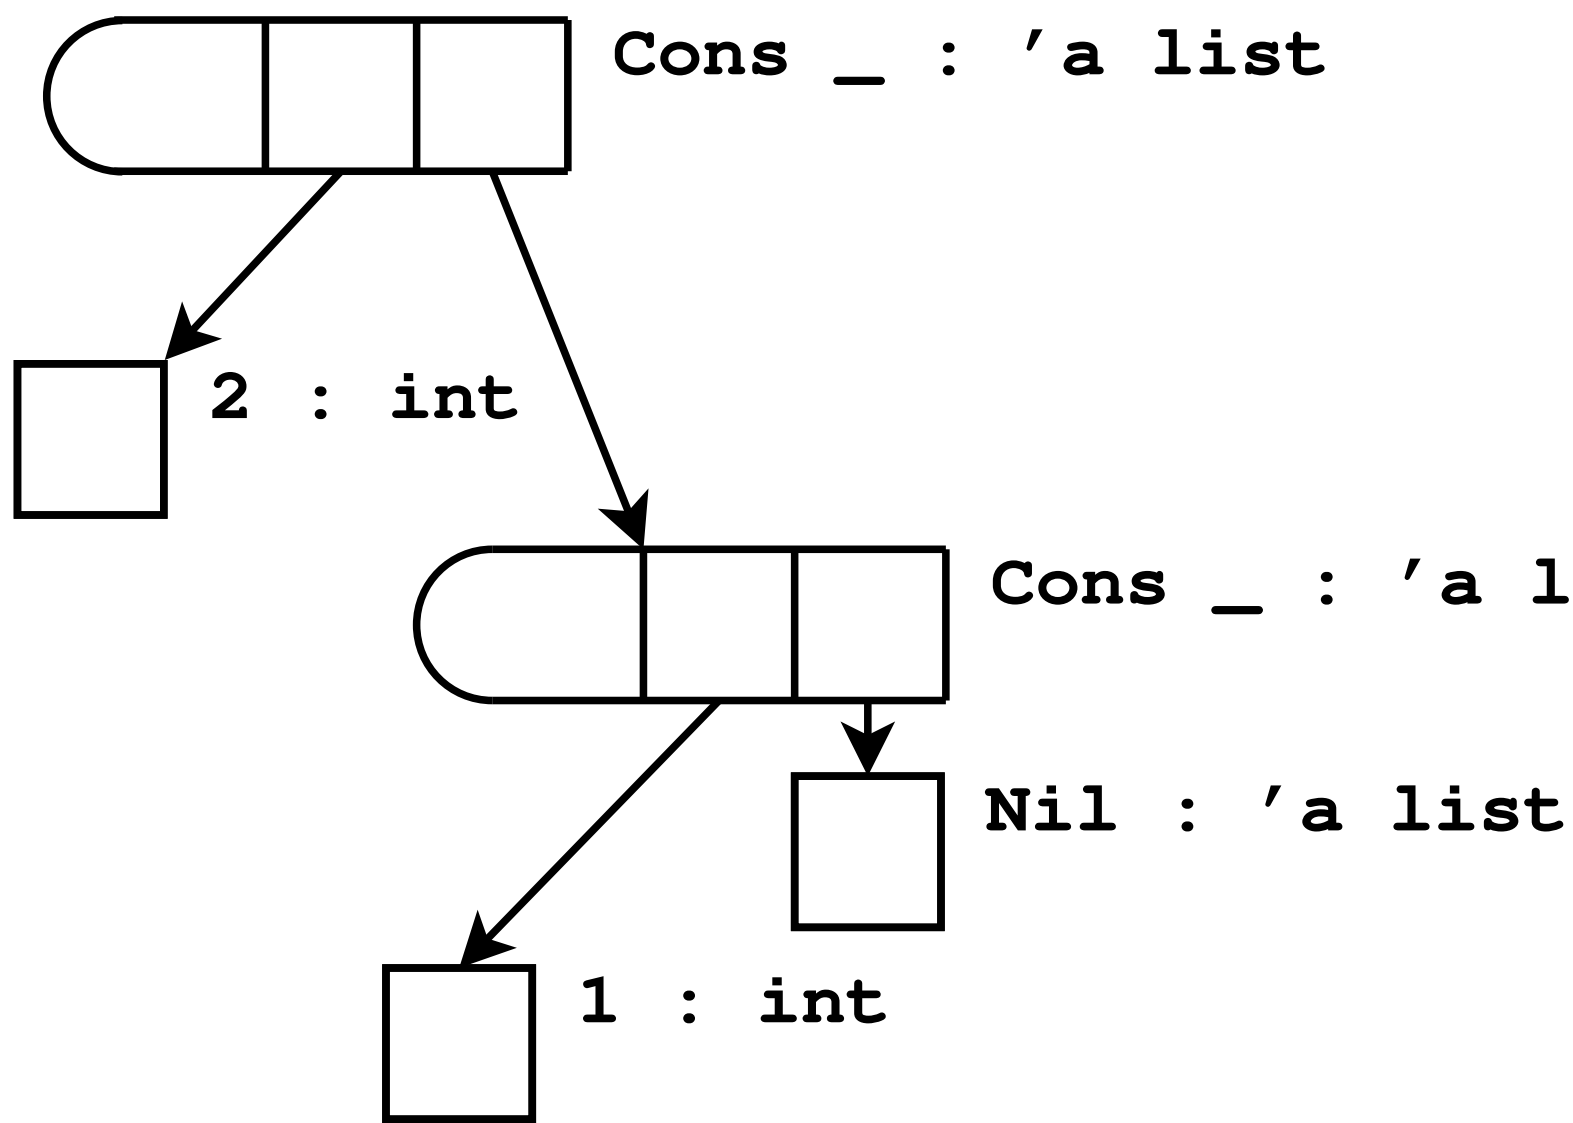 Cons _ : ’a list
2 : int
Cons _ : ’a l
Nil : ’a list
1 : int